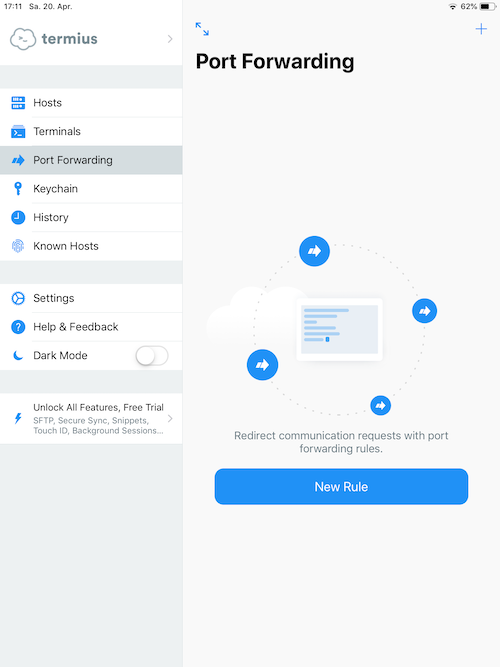 17:11 Sa. 20. Apr. 62%
termius
Port Forwarding
Hosts
Terminals
Port Forwarding
Keychain
History
Known Hosts
Settings
Help & Feedback
Dark Mode
Unlock All Features, Free Trial
SFTP, Secure Sync, Snippets,
Touch ID, Background Sessions...
Redirect communication requests with port
forwarding rules.
New Rule